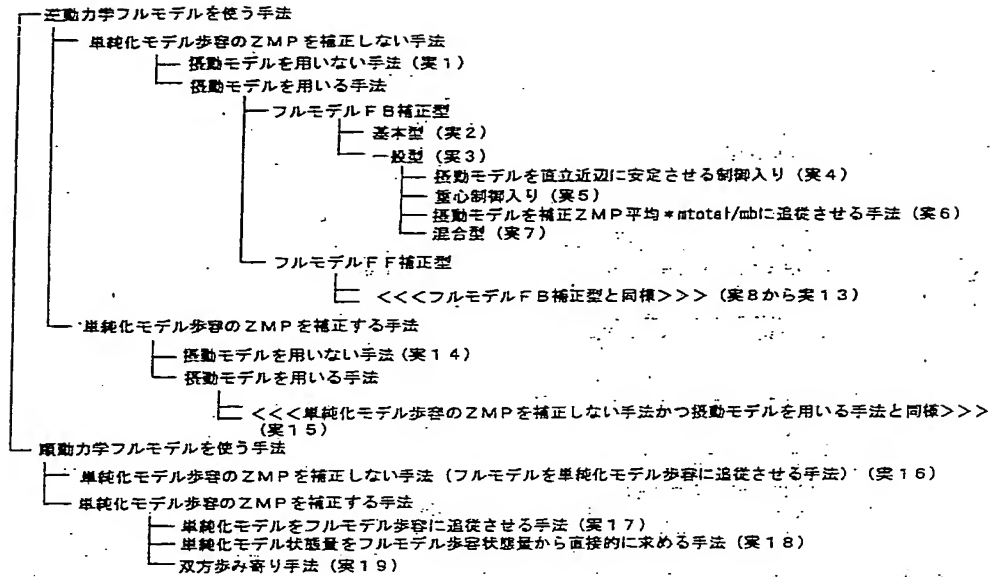 逆動力学フルモデルを使う手法
単純化モデル歩容のZMPを補正しない手法
摂動モデルを用いない手法（実1）
摂動モデルを用いる手法
フルモデルFB補正型
基本型（実2）
一般型（実3）
摂動モデルを直立近辺に安定させる制御入り（実4）
重心制御入り（実5）
摂動モデルを補正ZMP平均*mtotal/mbに追従させる手法（実6）
混合型（実7）
フルモデルFF補正型
<<<フルモデルFB補正型と同様>>>（実8から実13）
単純化モデル歩容のZMPを補正する手法
摂動モデルを用いない手法（実14）
摂動モデルを用いる手法
<<<単純化モデル歩容のZMPを補正しない手法かつ摂動モデルを用いる手法と同様>>>
（実15）
順動力学フルモデルを使う手法
単純化モデル歩容のZMPを補正しない手法（フルモデルを単純化モデル歩容に追従させる手法）（実16）
単純化モデル歩容のZMPを補正する手法
単純化モデルをフルモデル歩容に追従させる手法（実17）
単純化モデル状態量をフルモデル歩容状態量から直接的に求める手法（実18）
双方歩み寄り手法（実19）